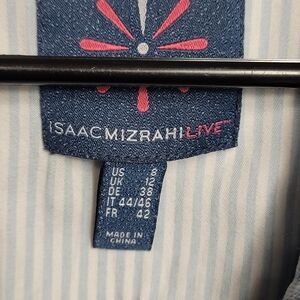 ISAACMIZRAHILIVE™
US 8
UK 12
DE 38
IT 44/46
FR 42
MADE IN
CHINA